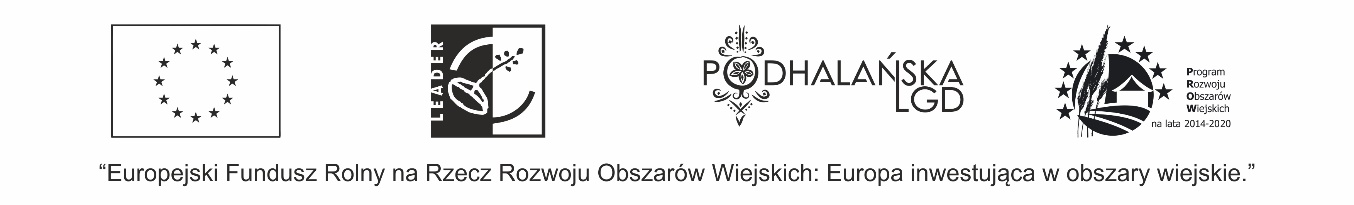 LEADER
PODHALAŃSKA
LGD
Program
Rozwoju
Obszarów
Wiejskich
na lata 2014-2020
“Europejski Fundusz Rolny na Rzecz Rozwoju Obszarów Wiejskich: Europa inwestująca w obszary wiejskie.”